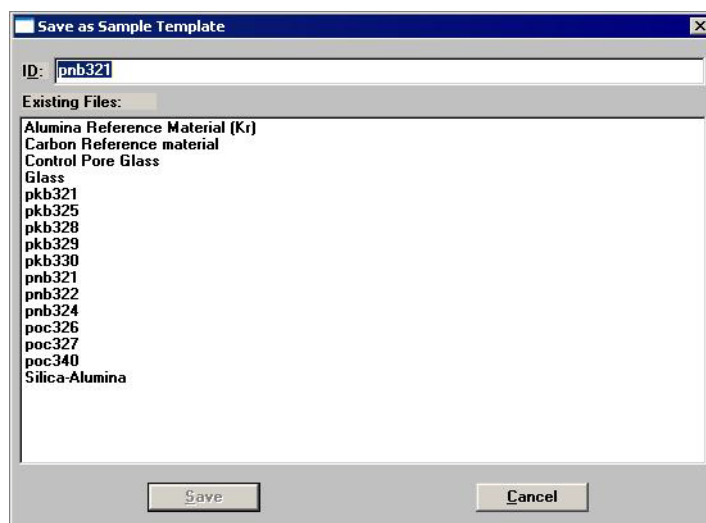 Save as Sample Template
ID: pnb321
Existing Files:
Alumina Reference Material (Kr)
Carbon Reference material
Control Pore Glass
Glass
pkb321
pkb325
pkb328
pkb329
pkb330
pnb321
pnb322
pnb324
poc326
poc327
poc340
Silica-Alumina
Save Cancel